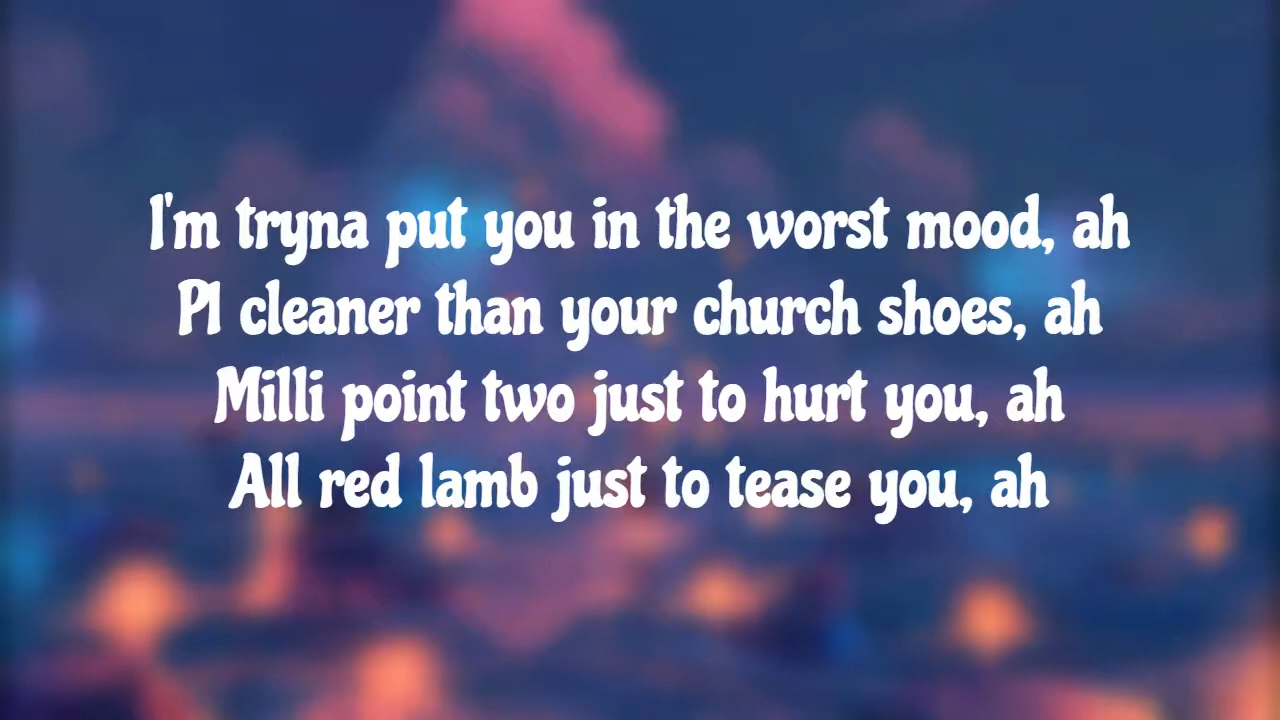 I'm tryna put you in the worst mood, ah
P1 cleaner than your church shoes, ah
Milli point two just to hurt you, ah
All red lamb just to tease you, ah